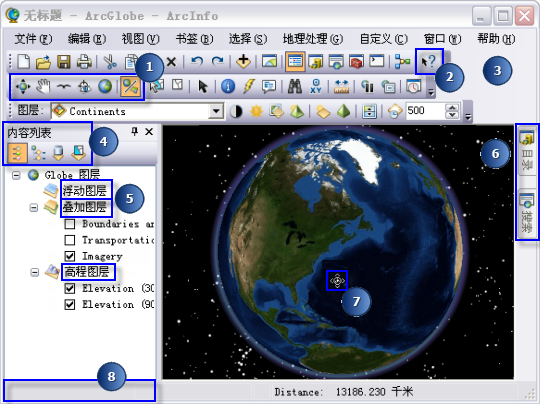 无标题 - ArcGlobe - ArcInfo
文件(F) 编辑(E) 视图(V) 书签(B) 选择(S) 地理处理(G) 自定义(C) 窗口(W) 帮助(H)
1
2
3
图层: Continents 500
内容列表
4
5
6
目录
搜索
Globe 图层
浮动图层
叠加图层
Boundaries an
Transportatio
Imagery
高程图层
Elevation (30
Elevation (90
7
8
Distance: 13186.230 千米